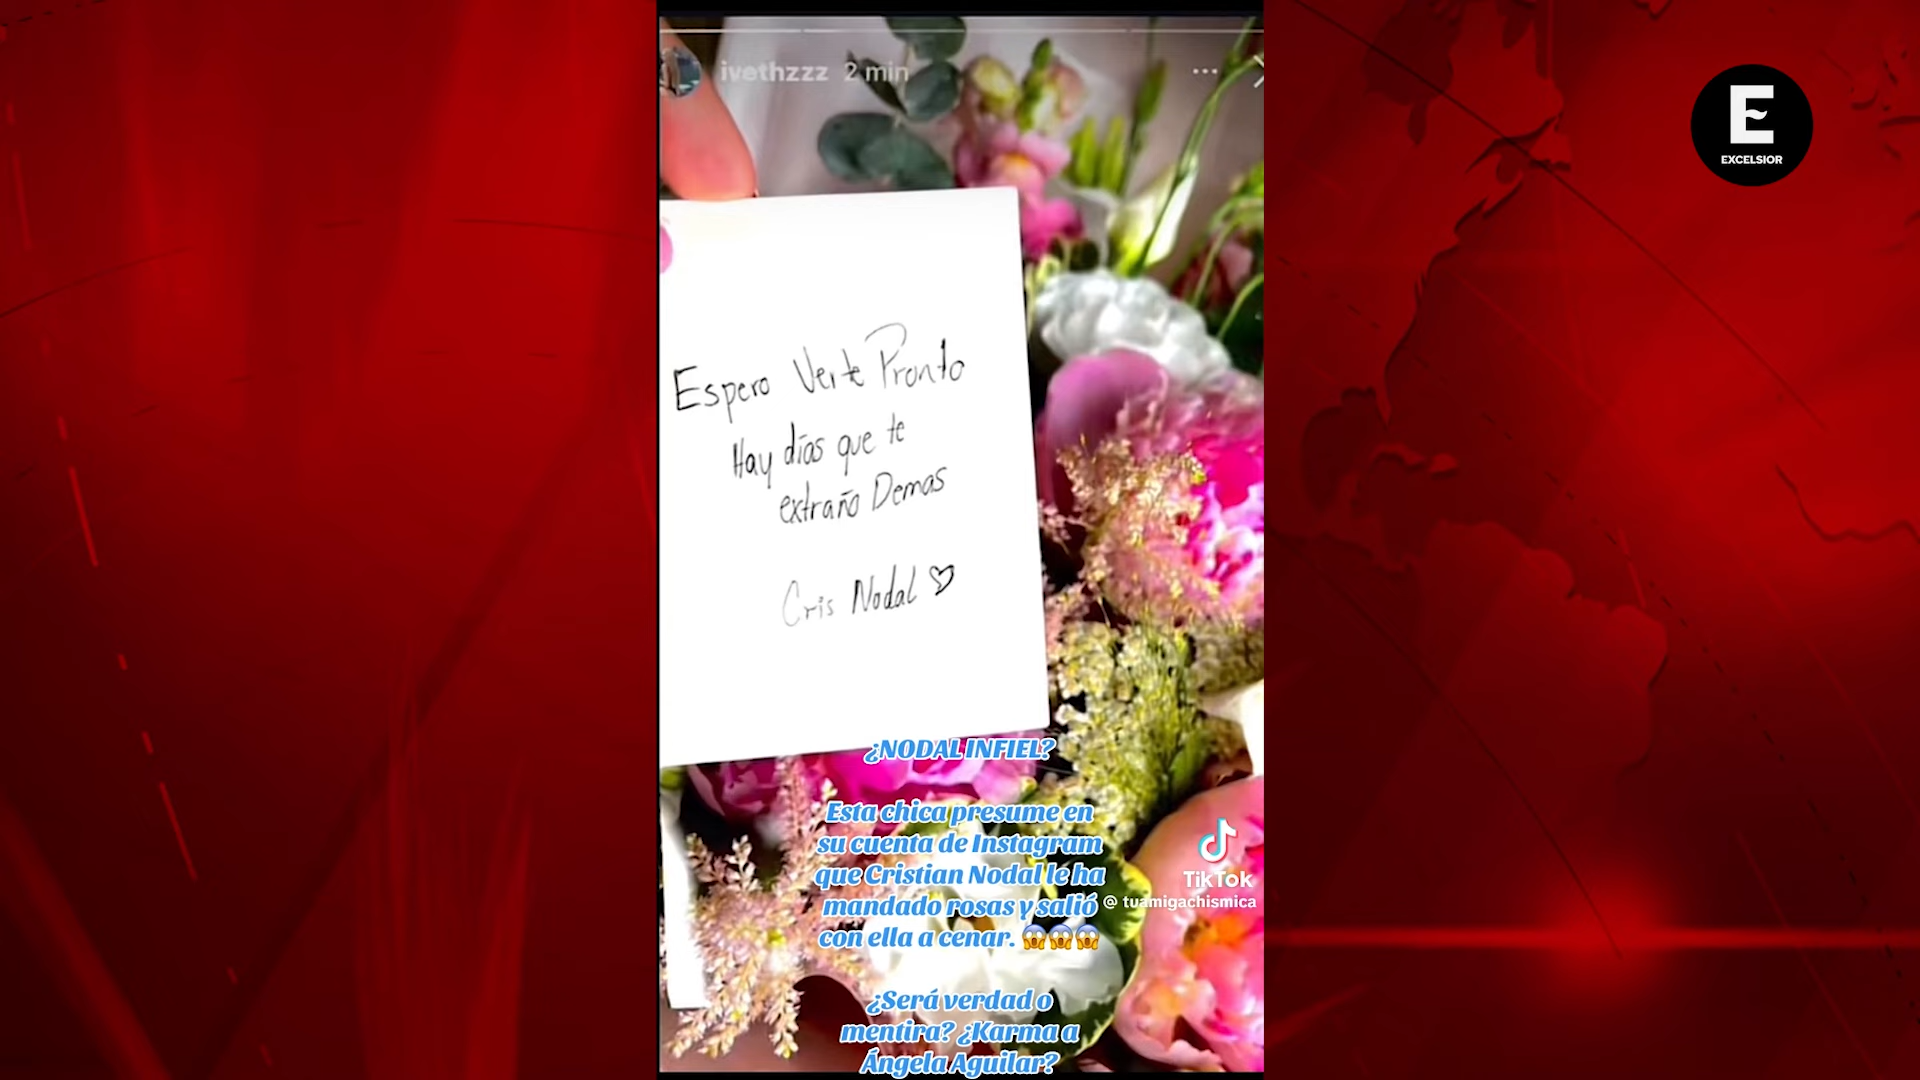 ivethzzz 2 min
E
EXCELSIOR
Espero Verte Pronto
Hay días que te
extraño Demas
Cris Nodal
¿NODAL INFIEL?
Esta chica presume en
su cuenta de Instagram
que Cristian Nodal le ha
mandado rosas y salió
con ella a cenar. 😱😱😱
TikTok
@ tuamigachismica
¿Será verdad o
mentira? ¿Karma a
Ángela Aguilar?